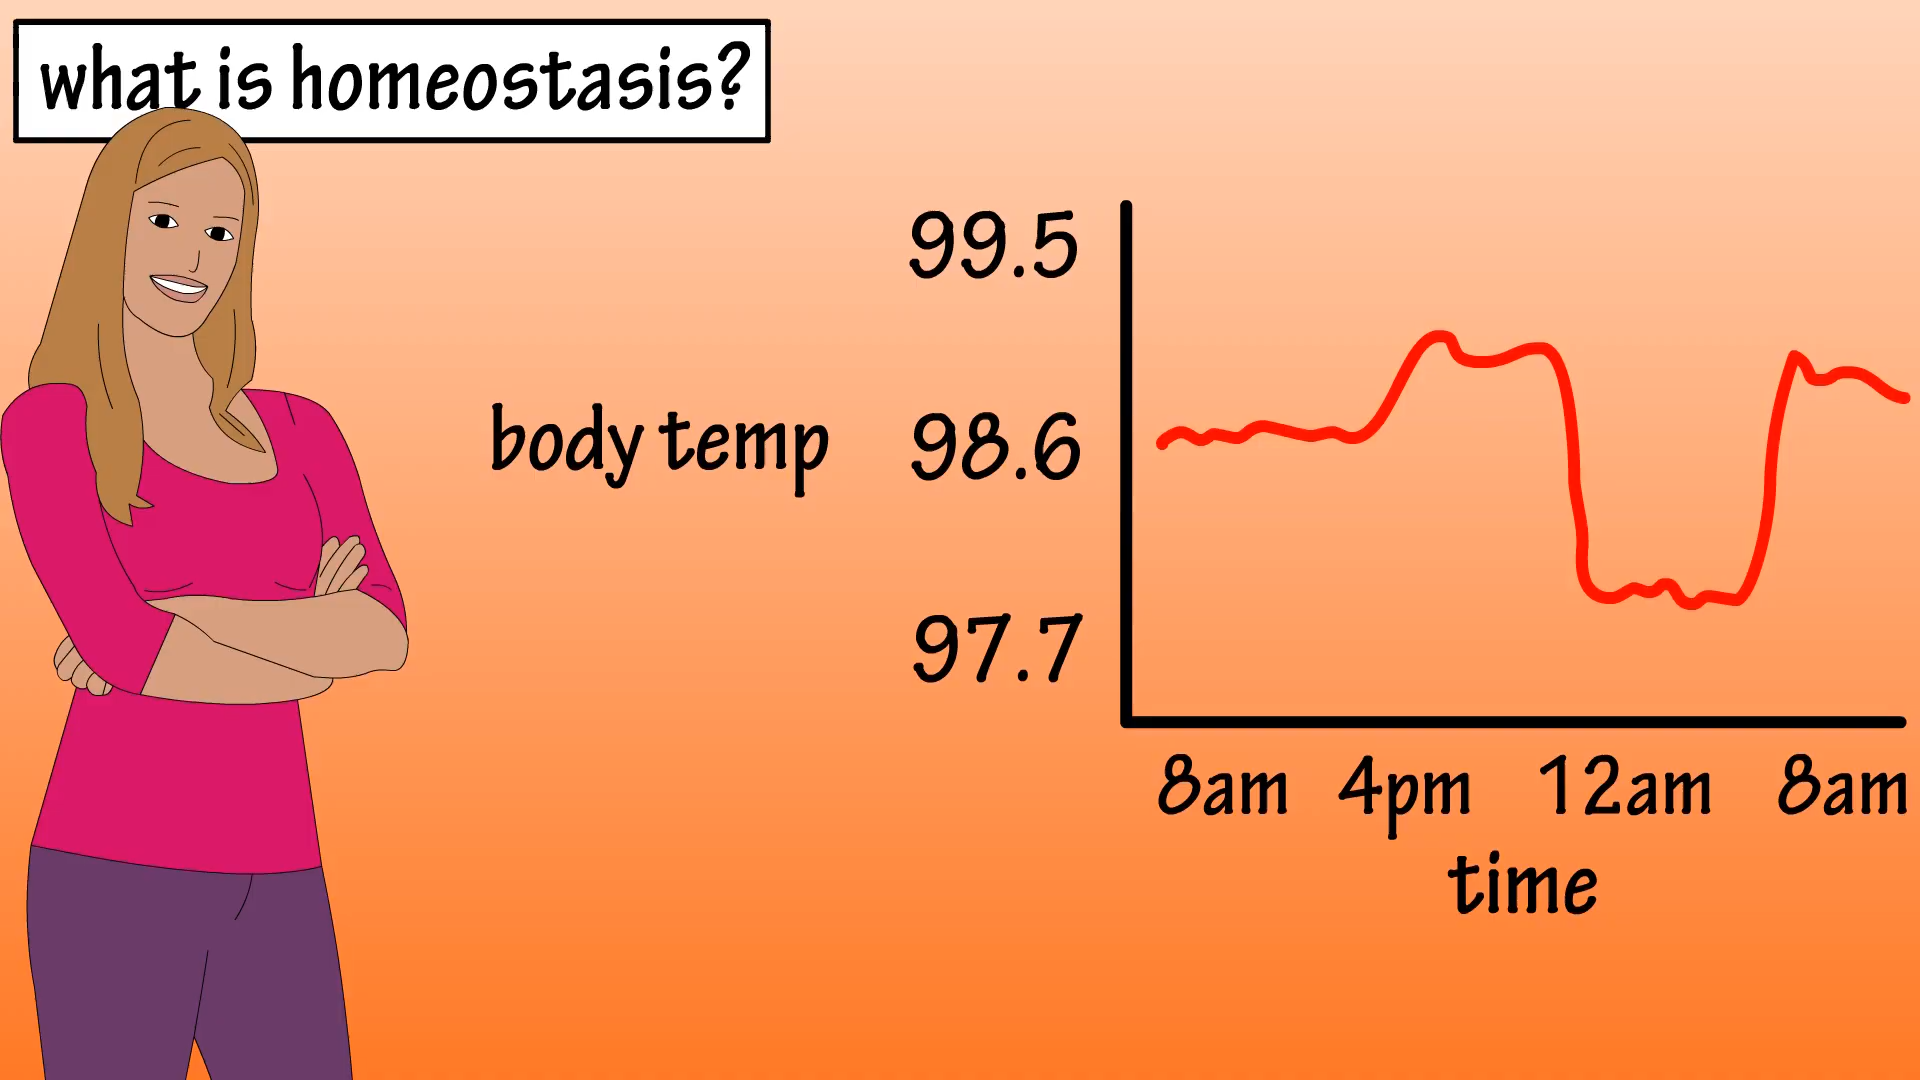 what is homeostasis?
99.5
body temp 98.6
97.7
8am 4pm 12am 8am
time